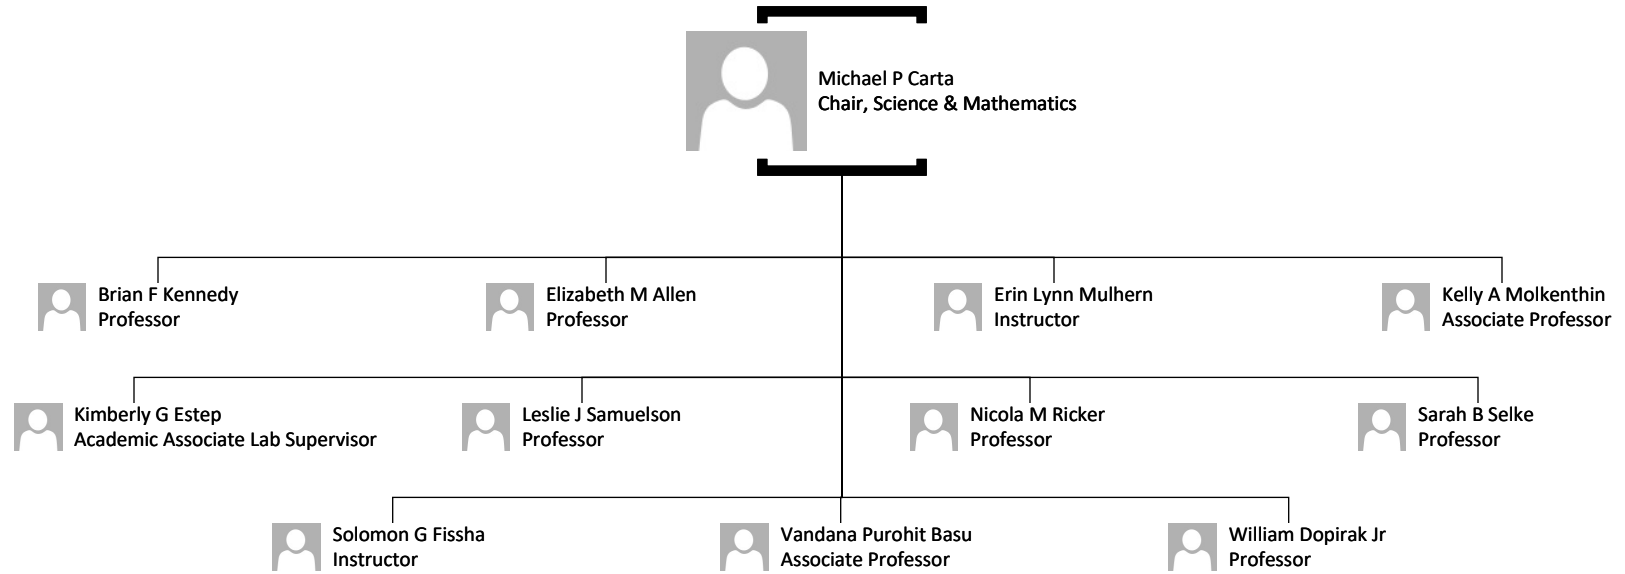 Michael P Carta
Chair, Science & Mathematics
Brian F Kennedy
Professor
Elizabeth M Allen
Professor
Erin Lynn Mulhern
Instructor
Kelly A Molkenthin
Associate Professor
Kimberly G Estep
Academic Associate Lab Supervisor
Leslie J Samuelson
Professor
Nicola M Ricker
Professor
Sarah B Selke
Professor
Solomon G Fissha
Instructor
Vandana Purohit Basu
Associate Professor
William Dopirak Jr
Professor